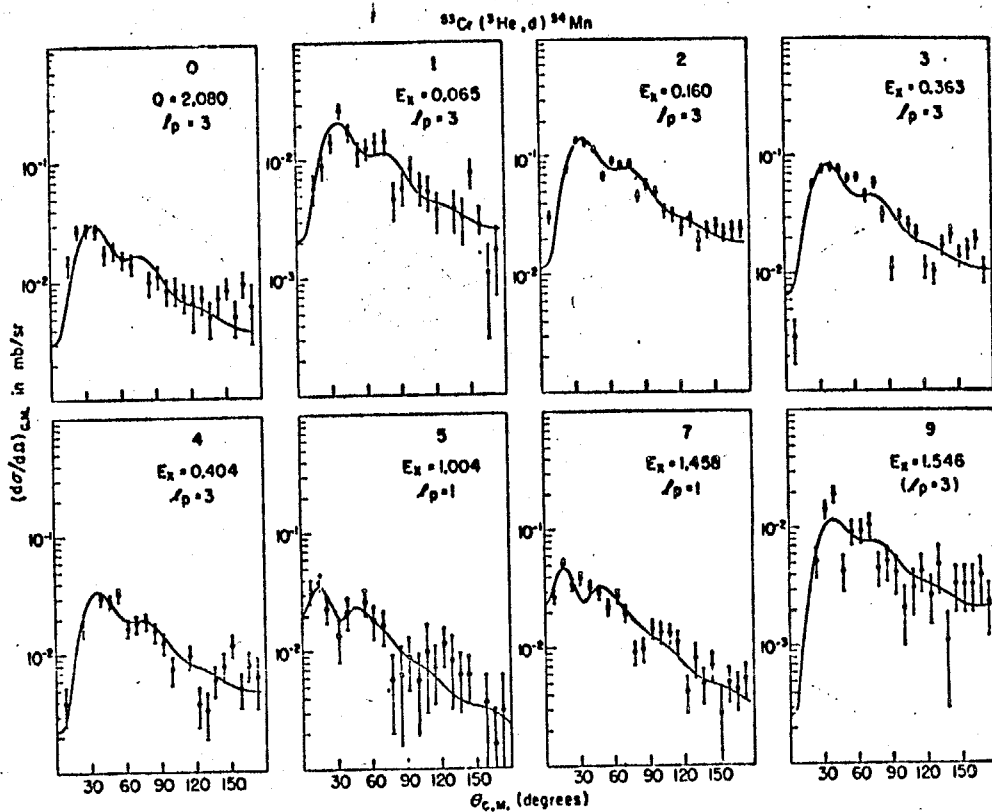 ⁵³Cr (³He, d) ⁵⁴Mn
0
Q = 2.080
ℓp = 3
1
Ex = 0.065
ℓp = 3
2
Ex = 0.160
ℓp = 3
3
Ex = 0.363
ℓp = 3
10⁻¹
10⁻²
10⁻²
10⁻³
10⁻¹
10⁻²
10⁻¹
10⁻²
(dσ/dΩ)C.M. in mb/sr
4
Ex = 0.404
ℓp = 3
5
Ex = 1.004
ℓp = 1
7
Ex = 1.458
ℓp = 1
9
Ex = 1.546
(ℓp = 3)
10⁻¹
10⁻²
10⁻¹
10⁻²
10⁻¹
10⁻²
10⁻²
10⁻³
30 60 90 120 150
30 60 90 120 150
30 60 90 120 150
30 60 90 120 150
θC.M. (degrees)